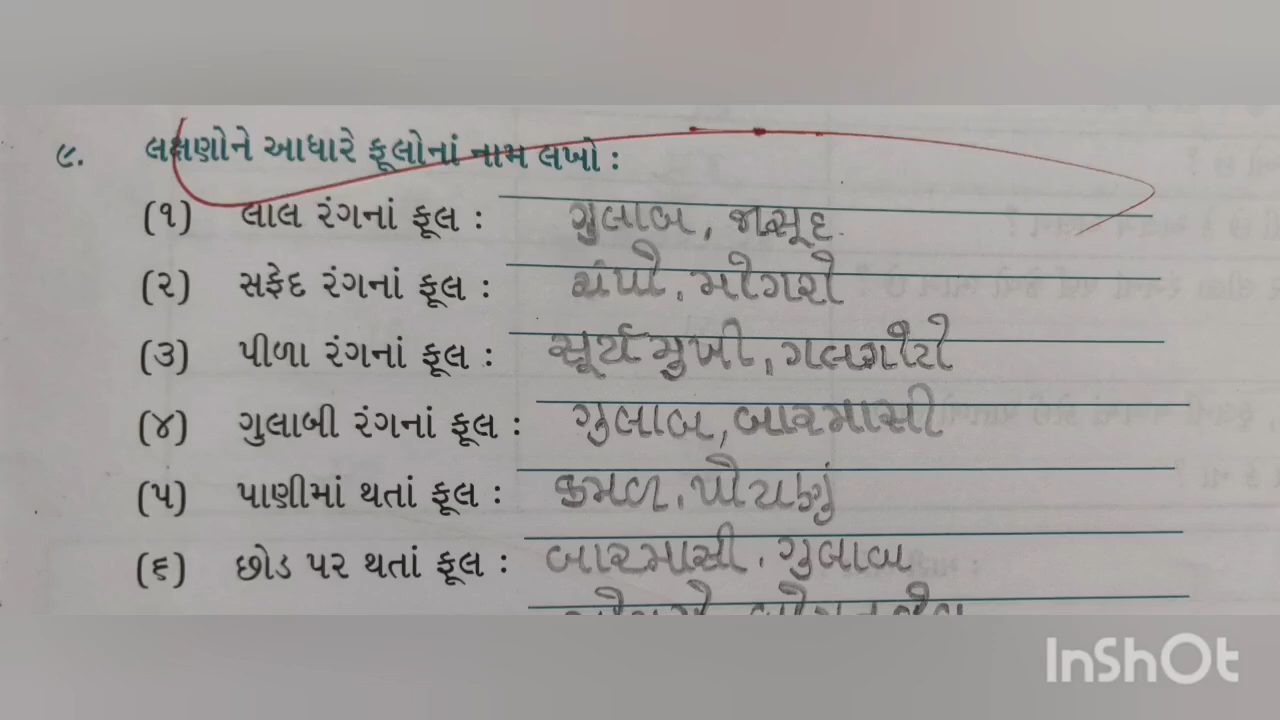 ૯. લક્ષણોને આધારે ફૂલોનાં નામ લખો :
(૧) લાલ રંગનાં ફૂલ : ગુલાબ, જાસૂદ.
(૨) સફેદ રંગનાં ફૂલ : ચંપો, મોગરો
(૩) પીળા રંગનાં ફૂલ : સૂર્યમુખી, ગલગોટો
(૪) ગુલાબી રંગનાં ફૂલ : ગુલાબ, બારમાસી
(૫) પાણીમાં થતાં ફૂલ : કમળ, પોયણું
(૬) છોડ પર થતાં ફૂલ : બારમાસી, ગુલાબ
InShOt